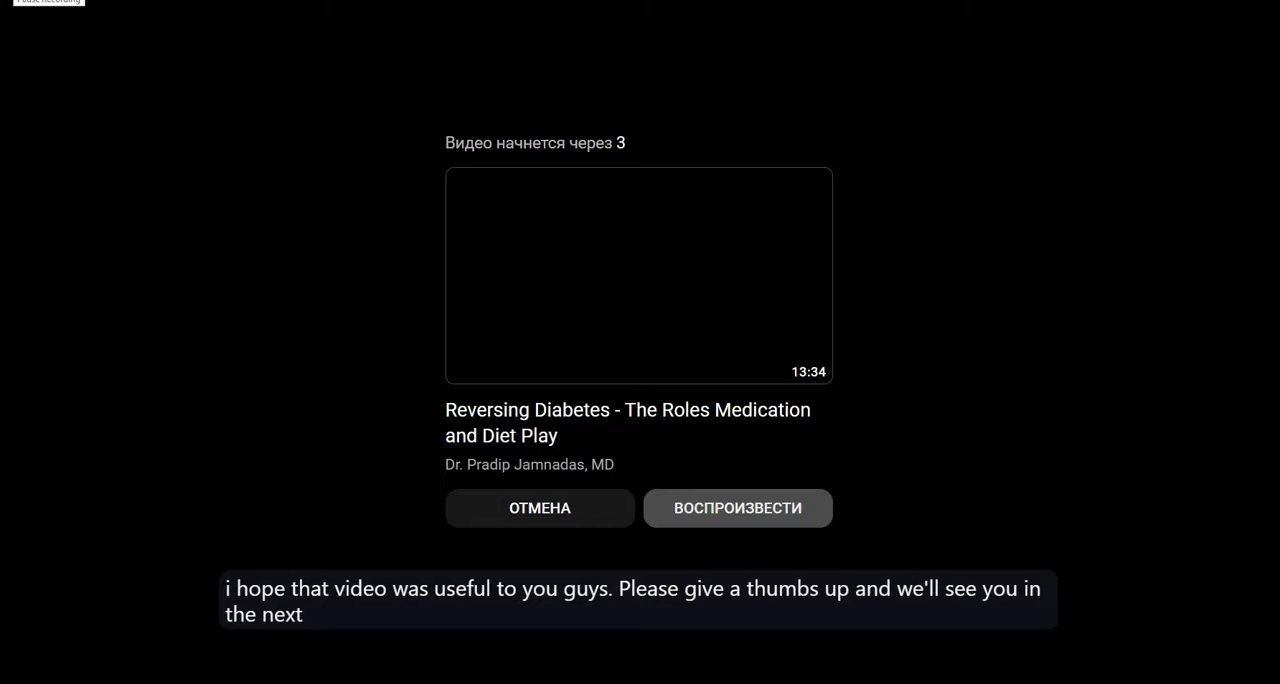 Pause Recording
Видео начнется через 3
13:34
Reversing Diabetes - The Roles Medication
and Diet Play
Dr. Pradip Jamnadas, MD
ОТМЕНА
ВОСПРОИЗВЕСТИ
i hope that video was useful to you guys. Please give a thumbs up and we'll see you in
the next